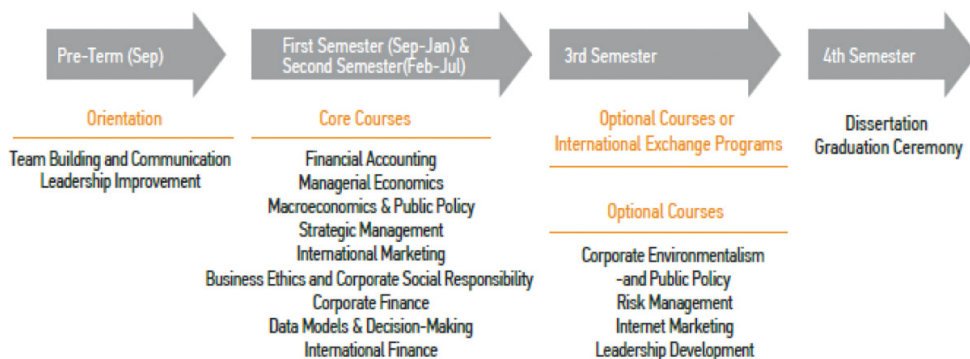 Pre-Term (Sep)
First Semester (Sep-Jan) &
Second Semester(Feb-Jul)
3rd Semester
4th Semester
Orientation
Team Building and Communication
Leadership Improvement
Core Courses
Financial Accounting
Managerial Economics
Macroeconomics & Public Policy
Strategic Management
International Marketing
Business Ethics and Corporate Social Responsibility
Corporate Finance
Data Models & Decision-Making
International Finance
Optional Courses or
International Exchange Programs
Optional Courses
Corporate Environmentalism
-and Public Policy
Risk Management
Internet Marketing
Leadership Development
Dissertation
Graduation Ceremony